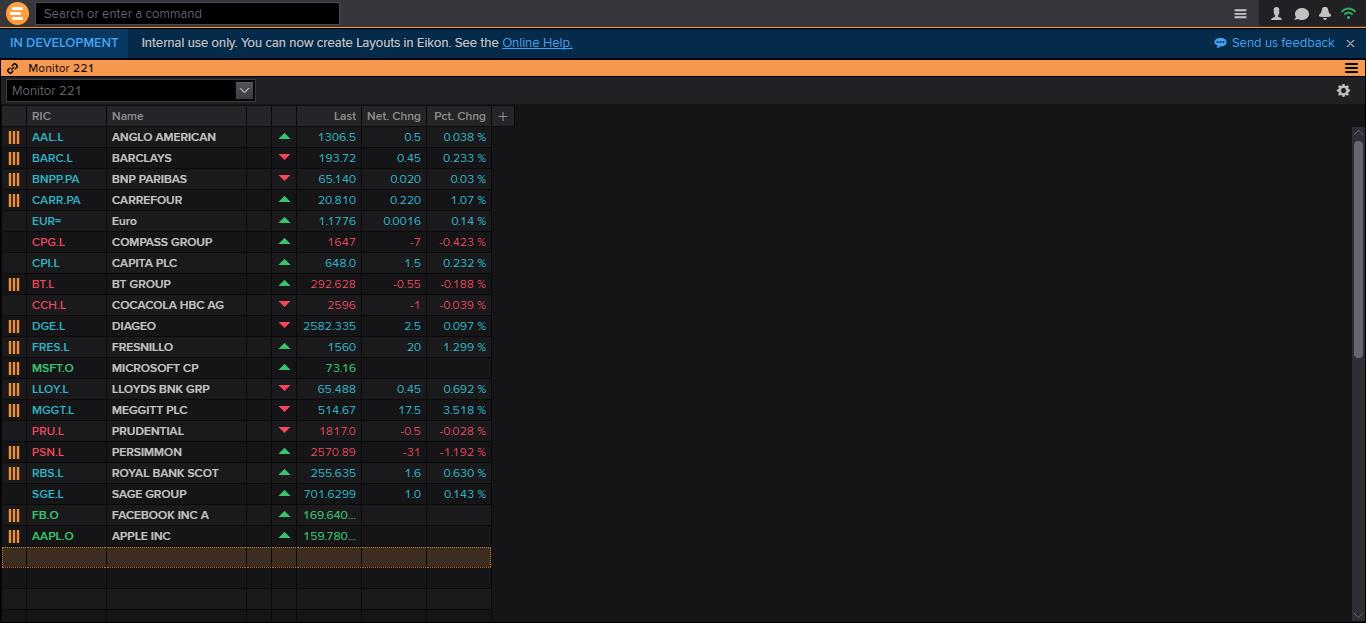 Search or enter a command
IN DEVELOPMENT Internal use only. You can now create Layouts in Eikon. See the Online Help. Send us feedback
Monitor 221
Monitor 221
RIC Name Last Net. Chng Pct. Chng +
AAL.L ANGLO AMERICAN 1306.5 0.5 0.038 %
BARC.L BARCLAYS 193.72 0.45 0.233 %
BNPP.PA BNP PARIBAS 65.140 0.020 0.03 %
CARR.PA CARREFOUR 20.810 0.220 1.07 %
EUR= Euro 1.1776 0.0016 0.14 %
CPG.L COMPASS GROUP 1647 -7 -0.423 %
CPI.L CAPITA PLC 648.0 1.5 0.232 %
BT.L BT GROUP 292.628 -0.55 -0.188 %
CCH.L COCACOLA HBC AG 2596 -1 -0.039 %
DGE.L DIAGEO 2582.335 2.5 0.097 %
FRES.L FRESNILLO 1560 20 1.299 %
MSFT.O MICROSOFT CP 73.16
LLOY.L LLOYDS BNK GRP 65.488 0.45 0.692 %
MGGT.L MEGGITT PLC 514.67 17.5 3.518 %
PRU.L PRUDENTIAL 1817.0 -0.5 -0.028 %
PSN.L PERSIMMON 2570.89 -31 -1.192 %
RBS.L ROYAL BANK SCOT 255.635 1.6 0.630 %
SGE.L SAGE GROUP 701.6299 1.0 0.143 %
FB.O FACEBOOK INC A 169.640...
AAPL.O APPLE INC 159.780...